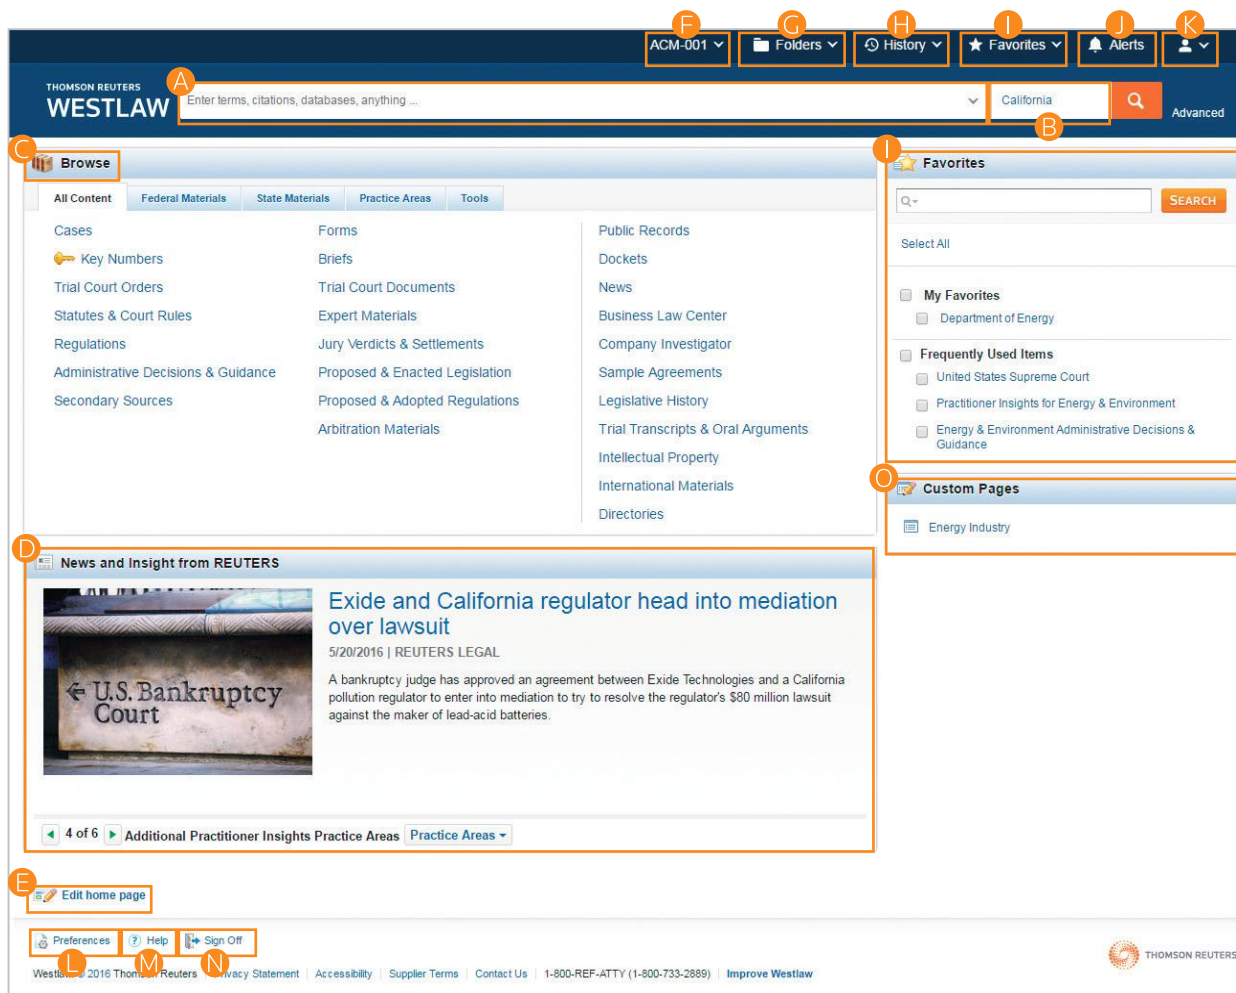 F G H I J K
ACM-001 Folders History Favorites Alerts
A
THOMSON REUTERS
WESTLAW
Enter terms, citations, databases, anything ...
California
Advanced
B
C
Browse
All Content Federal Materials State Materials Practice Areas Tools
Cases
Key Numbers
Trial Court Orders
Statutes & Court Rules
Regulations
Administrative Decisions & Guidance
Secondary Sources
Forms
Briefs
Trial Court Documents
Expert Materials
Jury Verdicts & Settlements
Proposed & Enacted Legislation
Proposed & Adopted Regulations
Arbitration Materials
Public Records
Dockets
News
Business Law Center
Company Investigator
Sample Agreements
Legislative History
Trial Transcripts & Oral Arguments
Intellectual Property
International Materials
Directories
I
Favorites
SEARCH
Select All
My Favorites
Department of Energy
Frequently Used Items
United States Supreme Court
Practitioner Insights for Energy & Environment
Energy & Environment Administrative Decisions &
Guidance
O
Custom Pages
Energy Industry
D
News and Insight from REUTERS
U.S. Bankruptcy
Court
Exide and California regulator head into mediation
over lawsuit
5/20/2016 | REUTERS LEGAL
A bankruptcy judge has approved an agreement between Exide Technologies and a California
pollution regulator to enter into mediation to try to resolve the regulator's $80 million lawsuit
against the maker of lead-acid batteries.
4 of 6 Additional Practitioner Insights Practice Areas Practice Areas
E
Edit home page
Preferences Help Sign Off
L M N
2016 Reuters Statement Accessibility Supplier Terms Contact Us 1-800-REF-ATTY (1-800-733-2889) Improve Westlaw
THOMSON REUTERS